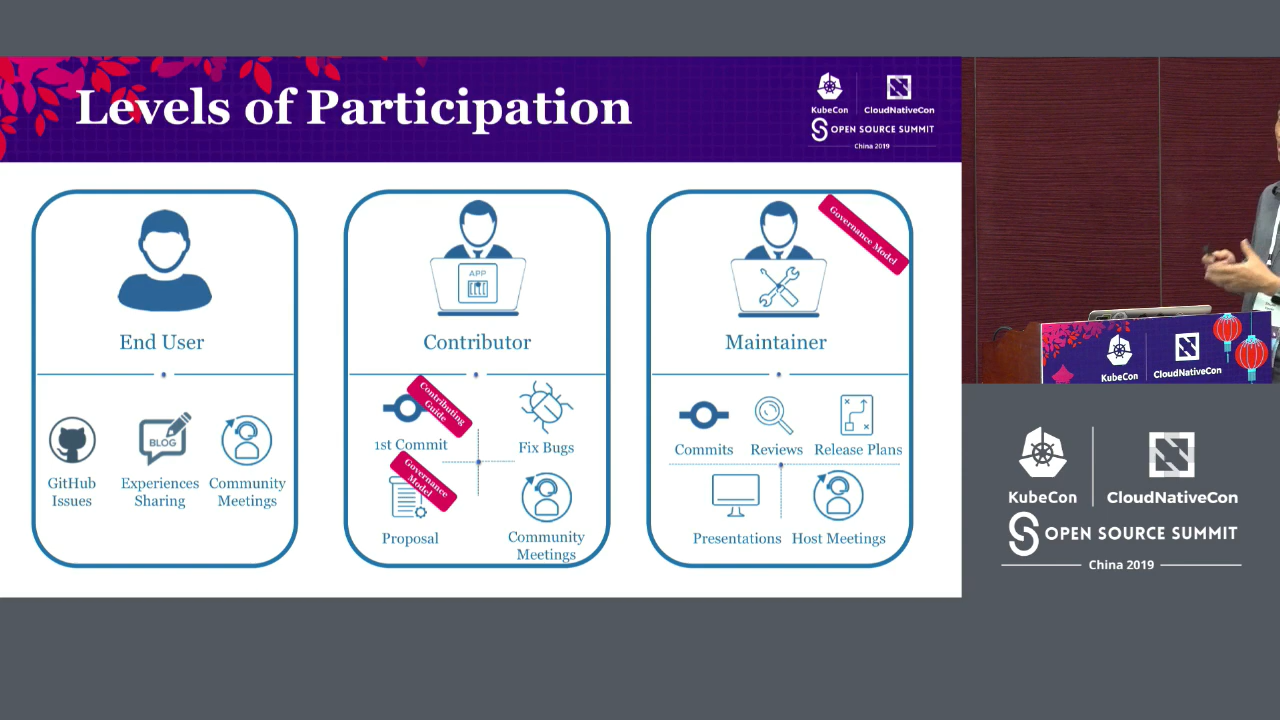 Levels of Participation
KubeCon
CloudNativeCon
OPEN SOURCE SUMMIT
China 2019
End User
GitHub
Issues
BLOG
Experiences
Sharing
Community
Meetings
APP
Contributor
Contributing
Guide
1st Commit
Fix Bugs
Governance
Model
Proposal
Community
Meetings
Governance Model
Maintainer
Commits
Reviews
Release Plans
Presentations
Host Meetings
KubeCon
CloudNativeCon
KubeCon
CloudNativeCon
OPEN SOURCE SUMMIT
China 2019